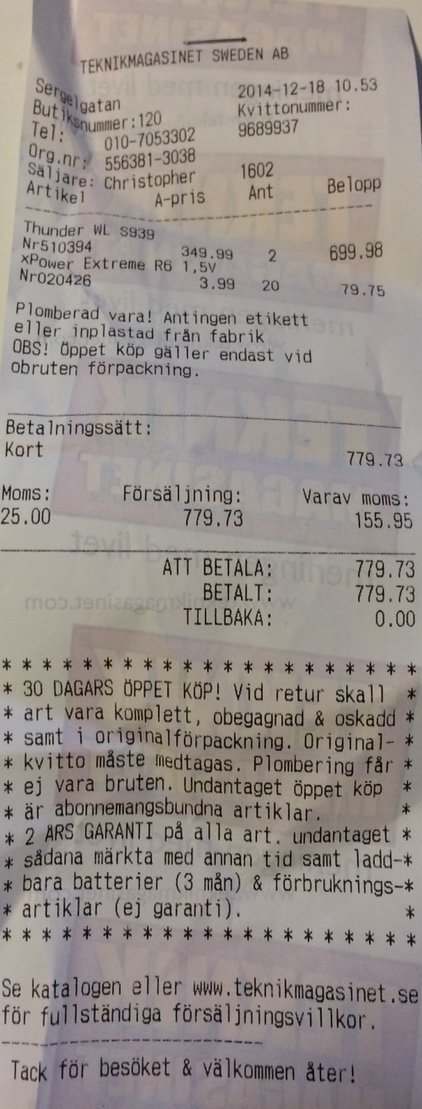 TEKNIKMAGASINET SWEDEN AB
Sergelgatan 2014-12-18 10.53
Butiksnummer:120 Kvittonummer:
Tel: 010-7053302 9689937
Org.nr: 556381-3038
Säljare: Christopher 1602
Artikel A-pris Ant Belopp
Thunder WL S939
Nr510394 349.99 2 699.98
xPower Extreme R6 1,5V
Nr020426 3.99 20 79.75
Plomberad vara! Antingen etikett
eller inplastad från fabrik
OBS! Öppet köp gäller endast vid
obruten förpackning.
Betalningssätt:
Kort 779.73
Moms: Försäljning: Varav moms:
25.00 779.73 155.95
ATT BETALA: 779.73
BETALT: 779.73
TILLBAKA: 0.00
* * * * * * * * * * * * * * * * * * * * *
* 30 DAGARS ÖPPET KÖP! Vid retur skall *
* art vara komplett, obegagnad & oskadd *
* samt i originalförpackning. Original- *
* kvitto måste medtagas. Plombering får *
* ej vara bruten. Undantaget öppet köp *
* är abonnemangsbundna artiklar. *
* 2 ÅRS GARANTI på alla art. undantaget *
* sådana märkta med annan tid samt ladd-*
* bara batterier (3 mån) & förbruknings-*
* artiklar (ej garanti). *
* * * * * * * * * * * * * * * * * * * * *
Se katalogen eller www.teknikmagasinet.se
för fullständiga försäljningsvillkor.
Tack för besöket & välkommen åter!